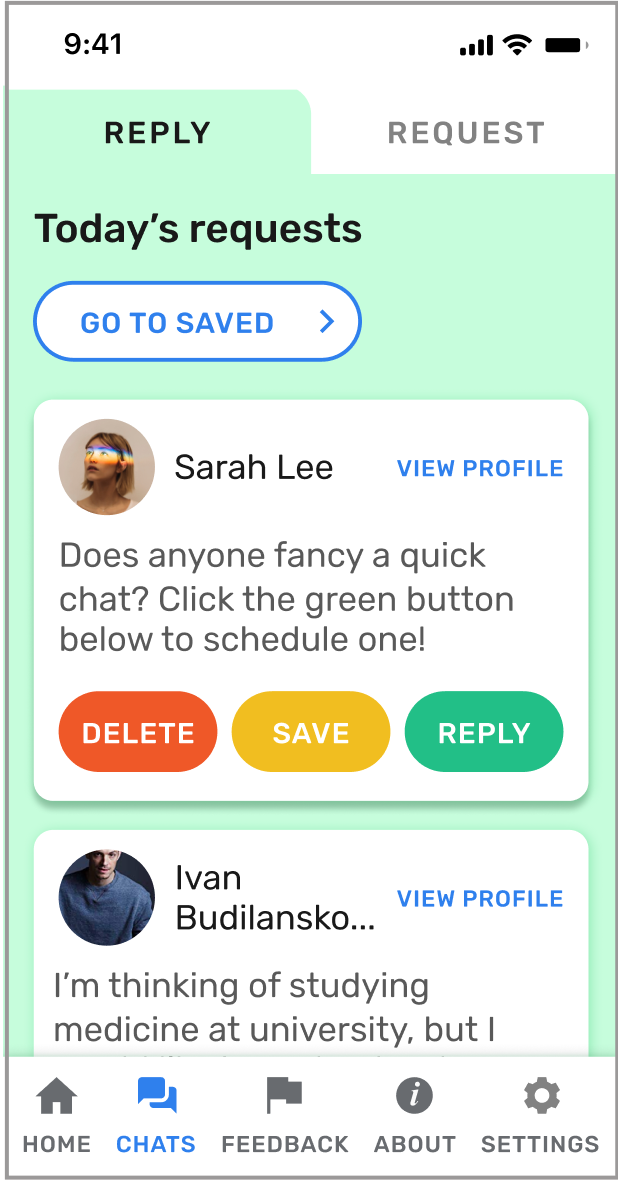 9:41
REPLY
REQUEST
Today’s requests
GO TO SAVED
Sarah Lee
VIEW PROFILE
Does anyone fancy a quick
chat? Click the green button
below to schedule one!
DELETE
SAVE
REPLY
Ivan
Budilansko...
VIEW PROFILE
I’m thinking of studying
medicine at university, but I
HOME
CHATS
FEEDBACK
ABOUT
SETTINGS